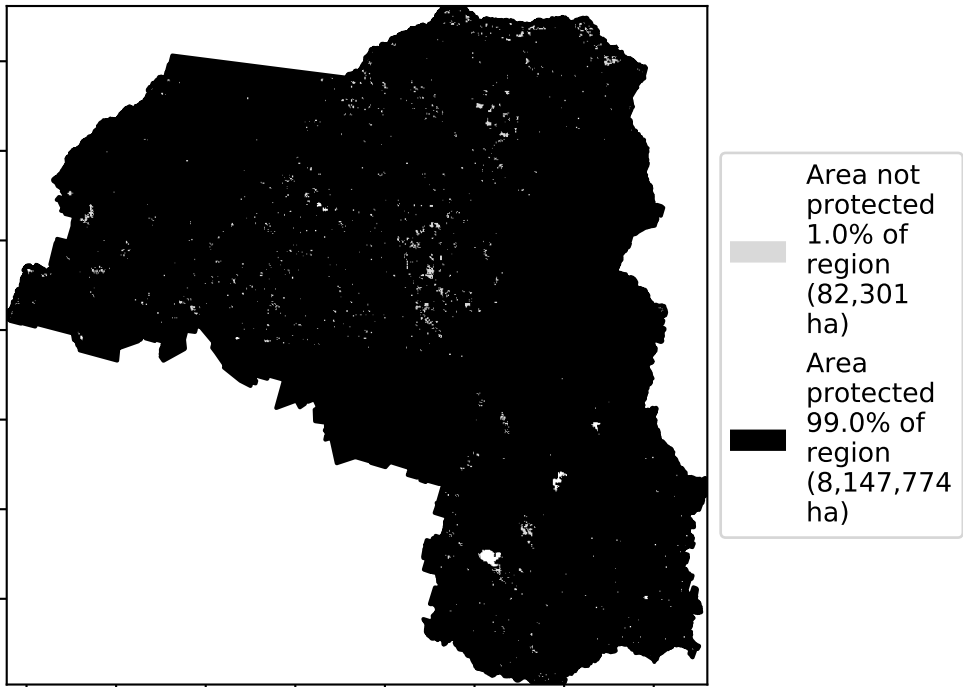 Area not
protected
1.0% of
region
(82,301
ha)
Area
protected
99.0% of
region
(8,147,774
ha)